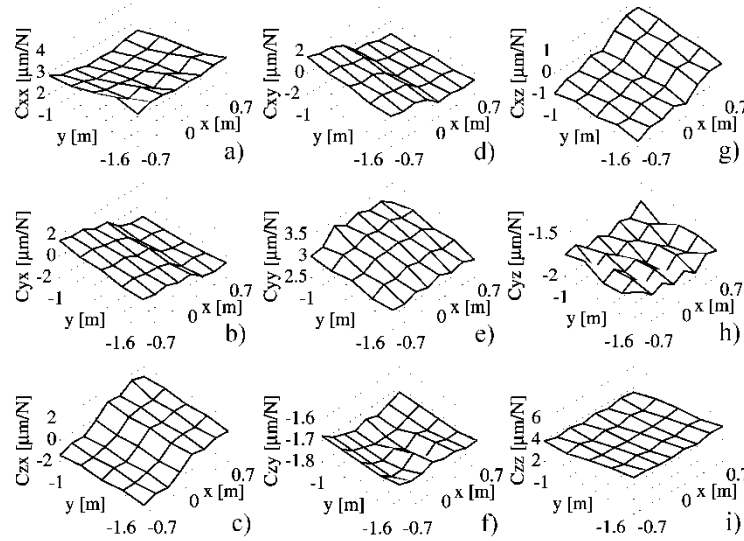 Cxx [µm/N]
4
3
2
-1
y [m]
-1.6 -0.7
0
x [m]
0.7
a)
Cxy [µm/N]
2
0
-2
-1
y [m]
-1.6 -0.7
0
x [m]
0.7
d)
Cxz [µm/N]
1
0
-1
-1
y [m]
-1.6 -0.7
0
x [m]
0.7
g)
Cyx [µm/N]
2
0
-2
-1
y [m]
-1.6 -0.7
0
x [m]
0.7
b)
Cyy [µm/N]
3.5
3
2.5
-1
y [m]
-1.6 -0.7
0
x [m]
0.7
e)
Cyz [µm/N]
-1.5
-2
-1
y [m]
-1.6 -0.7
0
x [m]
0.7
h)
Czx [µm/N]
2
0
-2
-1
y [m]
-1.6 -0.7
0
x [m]
0.7
c)
Czy [µm/N]
-1.6
-1.7
-1.8
-1
y [m]
-1.6 -0.7
0
x [m]
0.7
f)
Czz [µm/N]
6
4
2
-1
y [m]
-1.6 -0.7
0
x [m]
0.7
i)